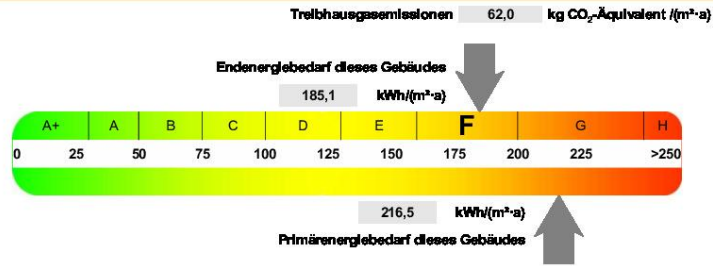 Treibhausgasemissionen 62,0 kg CO₂-Äquivalent /(m²·a)
Endenergiebedarf dieses Gebäudes
185,1 kWh/(m²·a)
A+ A B C D E F G H
0 25 50 75 100 125 150 175 200 225 >250
216,5 kWh/(m²·a)
Primärenergiebedarf dieses Gebäudes